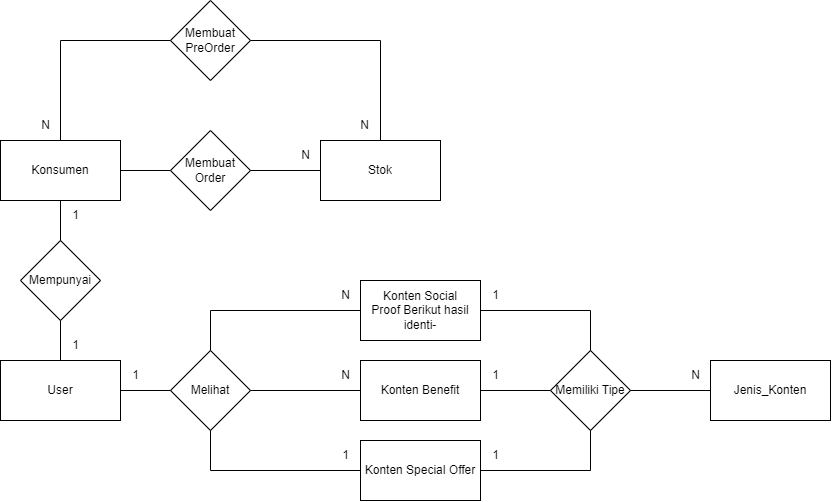 Membuat
PreOrder
N
N
Konsumen
Membuat
Order
N
Stok
1
Mempunyai
1
User
1
Melihat
N
Konten Social
Proof Berikut hasil
identi-
1
N
Konten Benefit
1
Memiliki Tipe
N
Jenis_Konten
1
Konten Special Offer
1